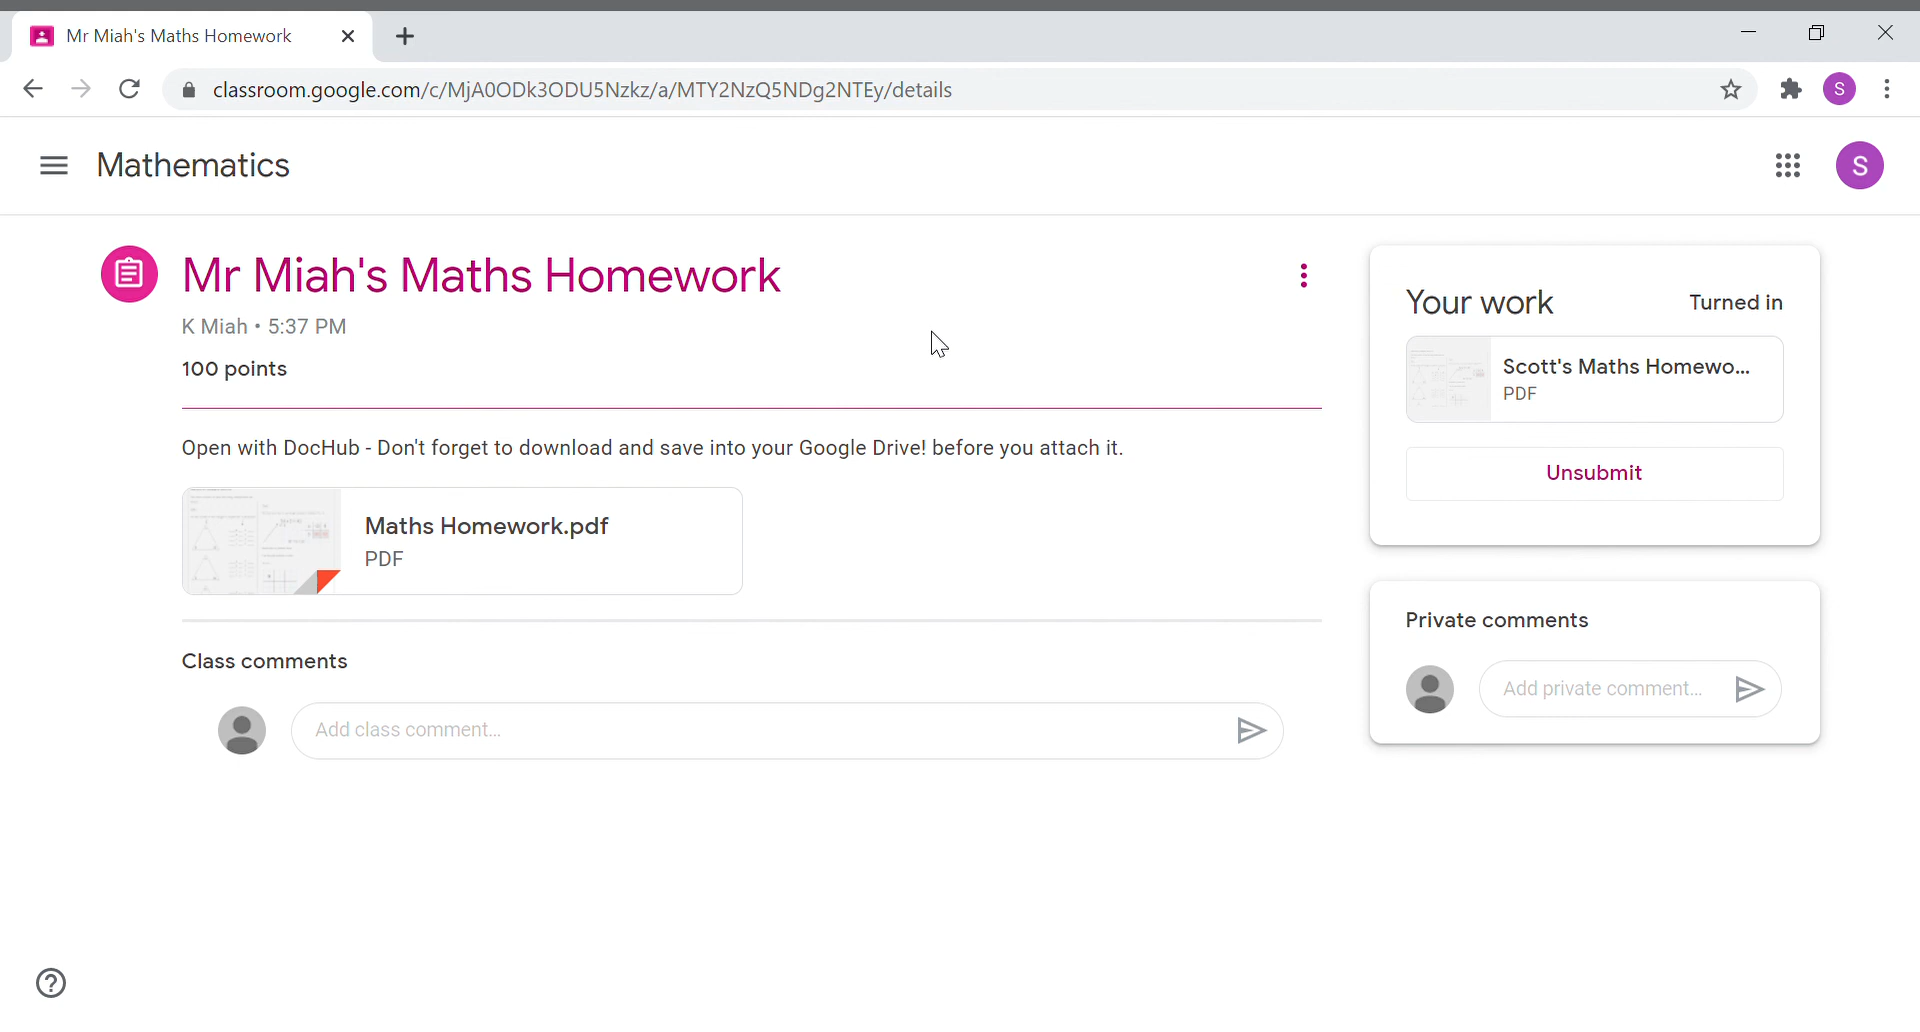 Mr Miah's Maths Homework
classroom.google.com/c/MjA0ODk3ODU5Nzkz/a/MTY2NzQ5NDg2NTEy/details
S
Mathematics
S
Mr Miah's Maths Homework
K Miah • 5:37 PM
100 points
Open with DocHub - Don't forget to download and save into your Google Drive! before you attach it.
Maths Homework.pdf
PDF
Class comments
Add class comment...
Your work
Turned in
Scott's Maths Homewo...
PDF
Unsubmit
Private comments
Add private comment...